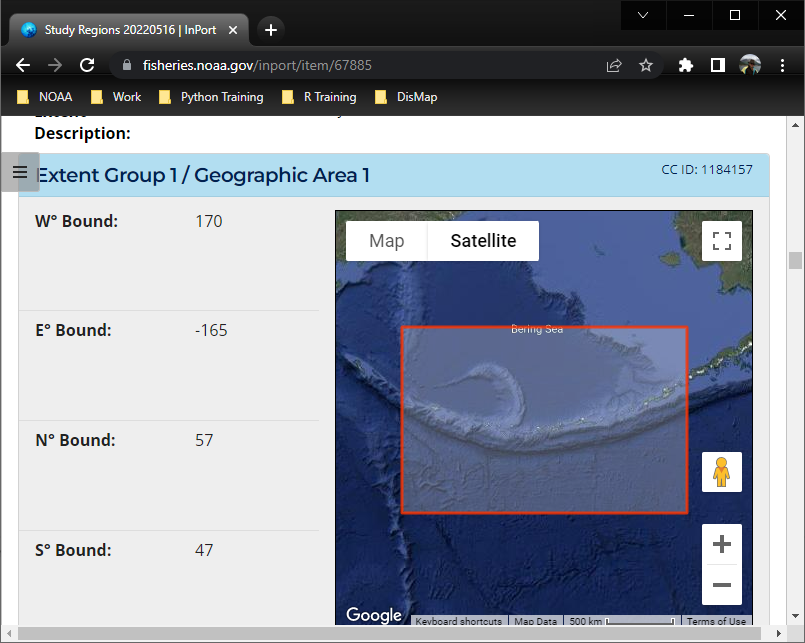 Study Regions 20220516 | InPort
fisheries.noaa.gov/inport/item/67885
NOAA Work Python Training R Training DisMap
Description:
Extent Group 1 / Geographic Area 1 CC ID: 1184157
W° Bound: 170
E° Bound: -165
N° Bound: 57
S° Bound: 47
Map Satellite
Bering Sea
Google Keyboard shortcuts Map Data 500 km Terms of Use